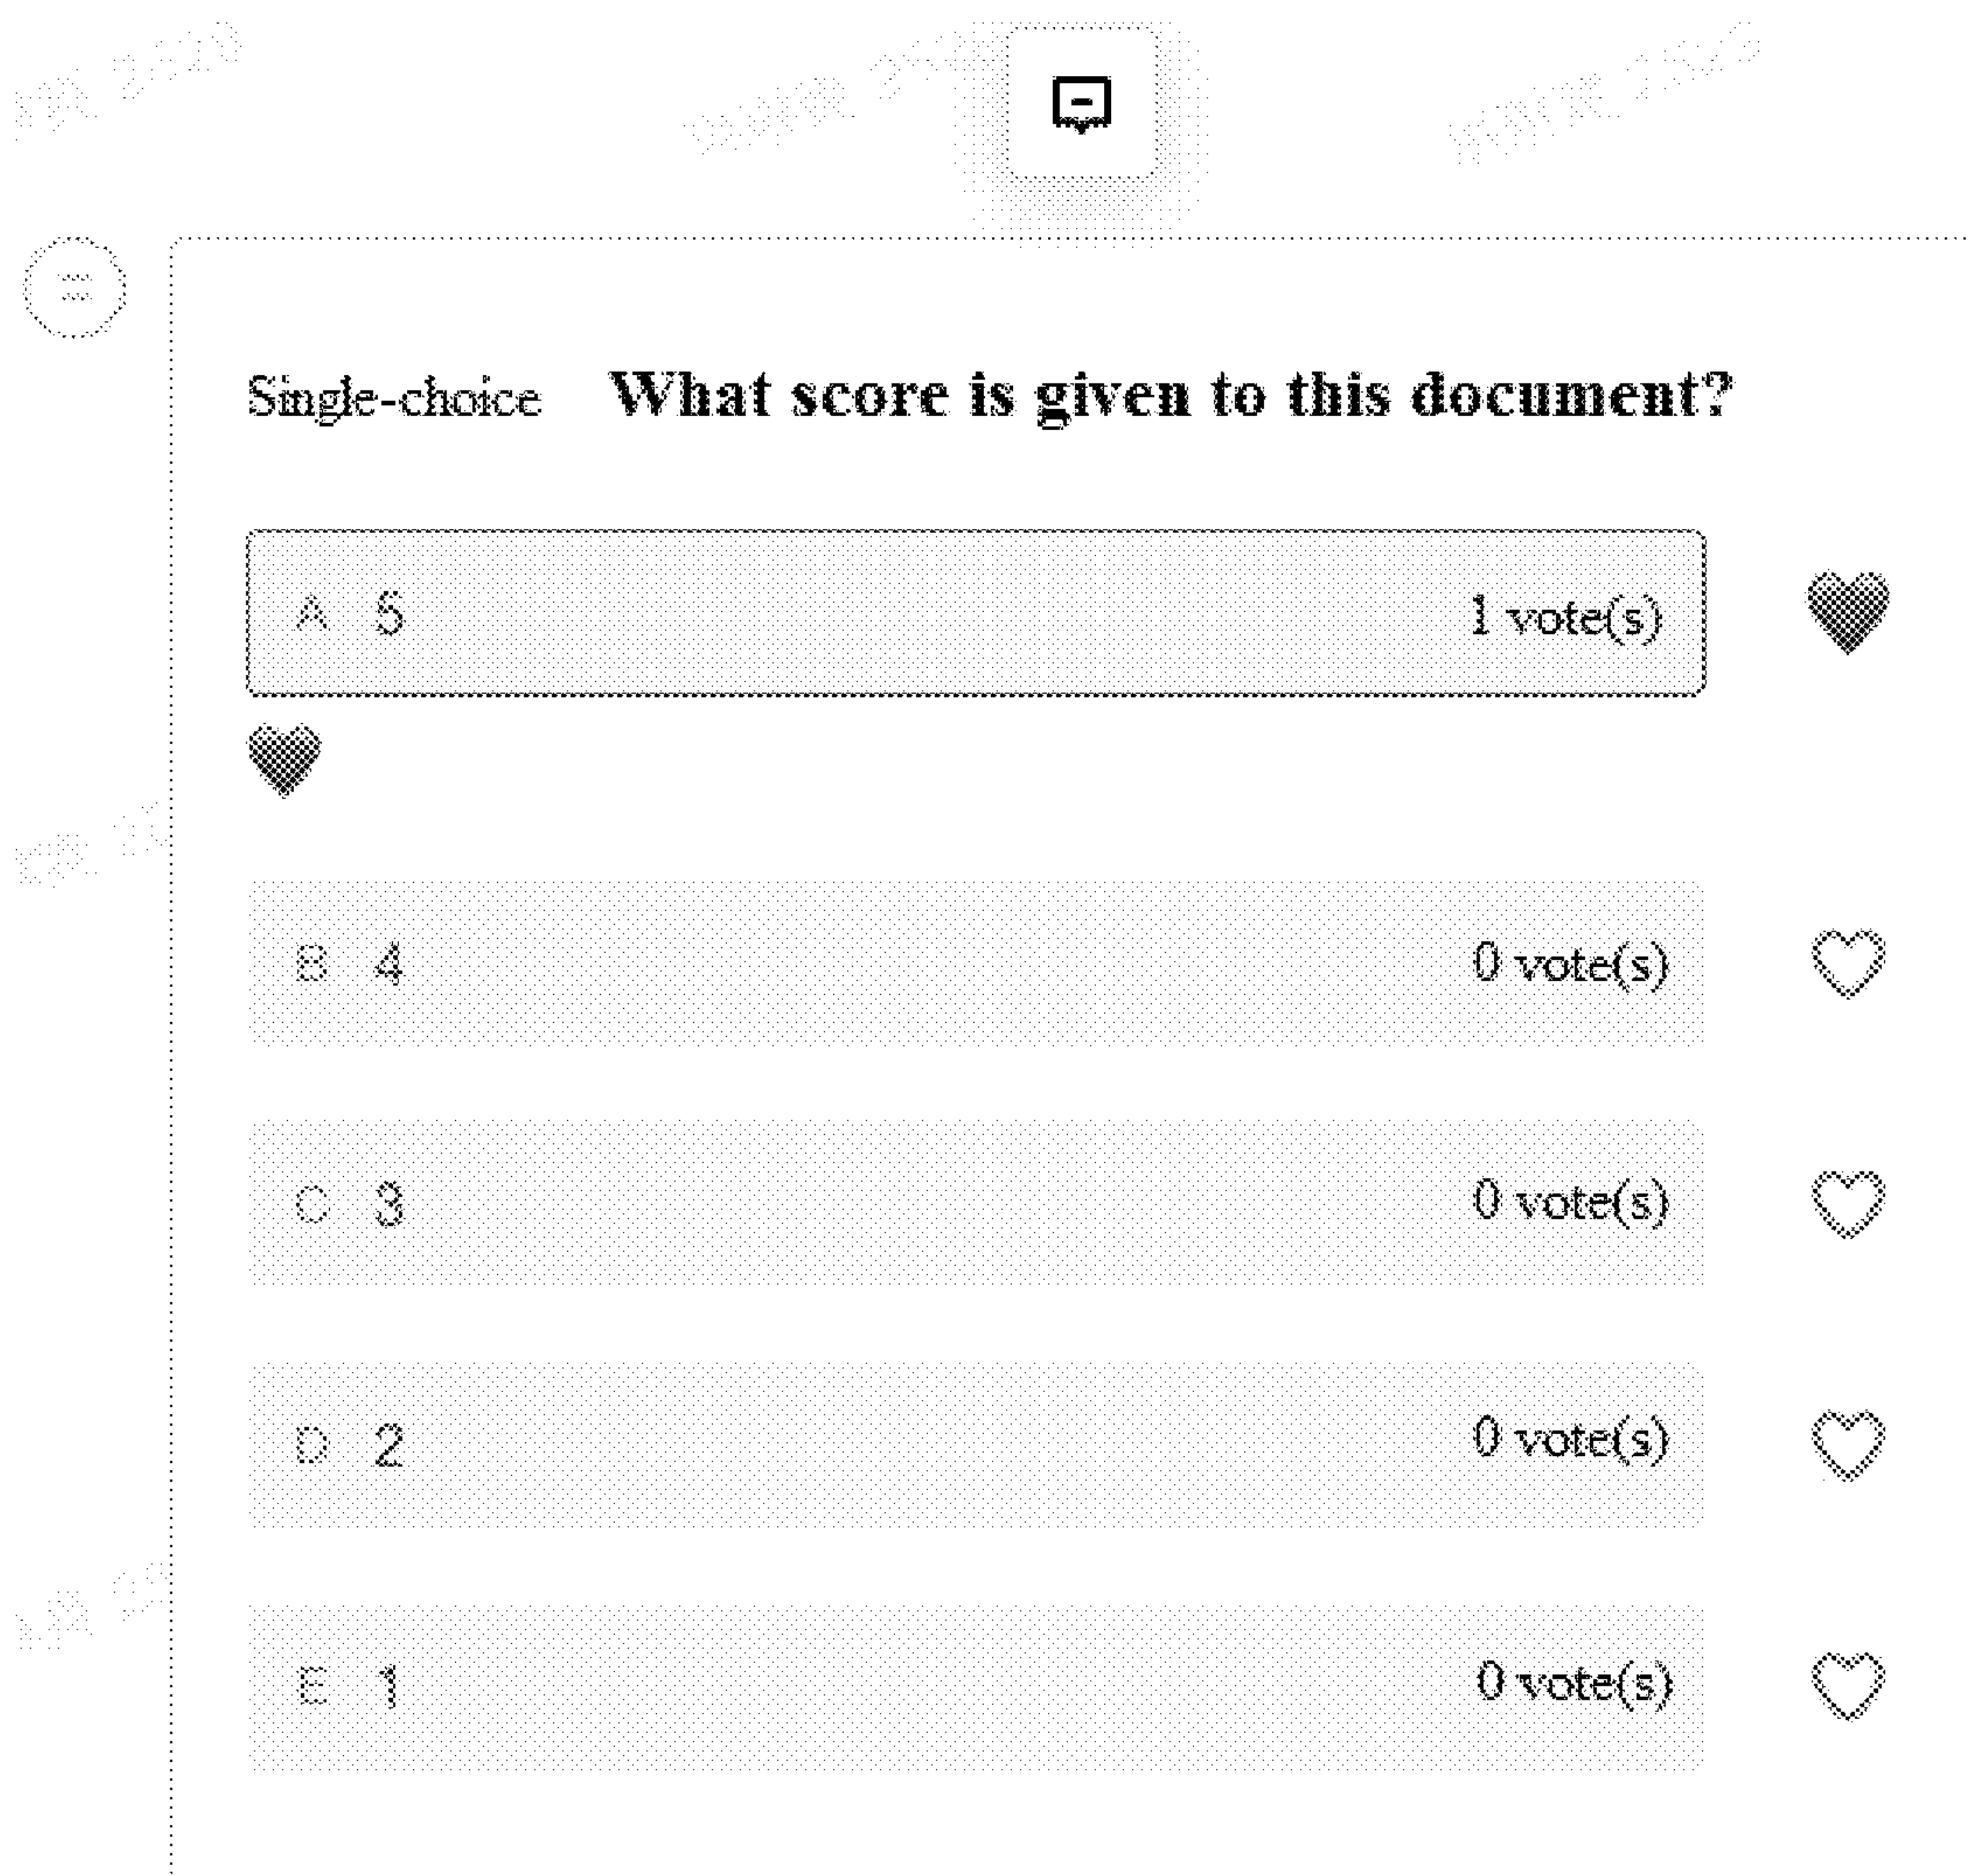 Single-choice What score is given to this document?
A 5 1 vote(s)
B 4 0 vote(s)
C 3 0 vote(s)
D 2 0 vote(s)
E 1 0 vote(s)